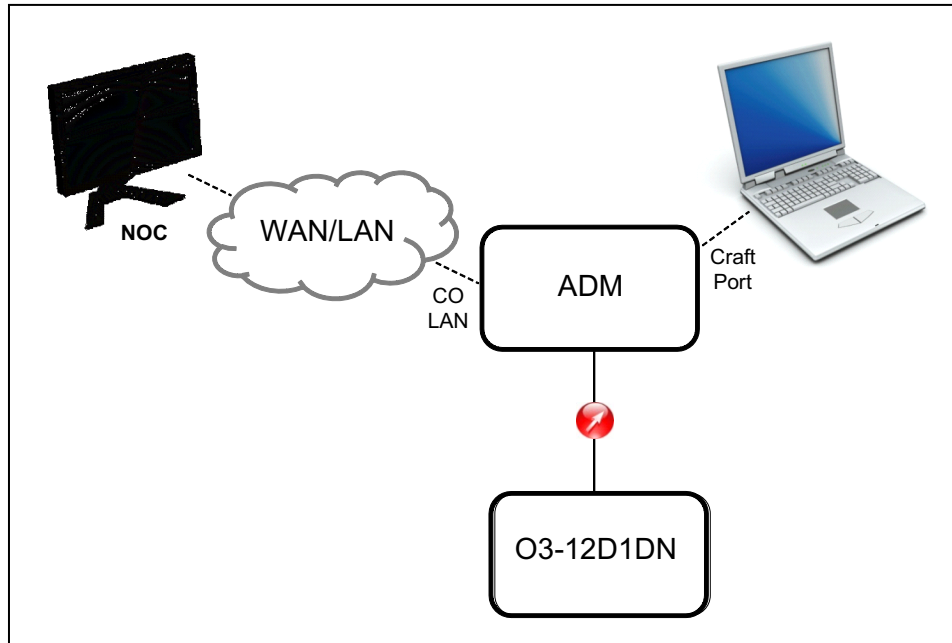 NOC
WAN/LAN
CO
LAN
ADM
Craft
Port
O3-12D1DN